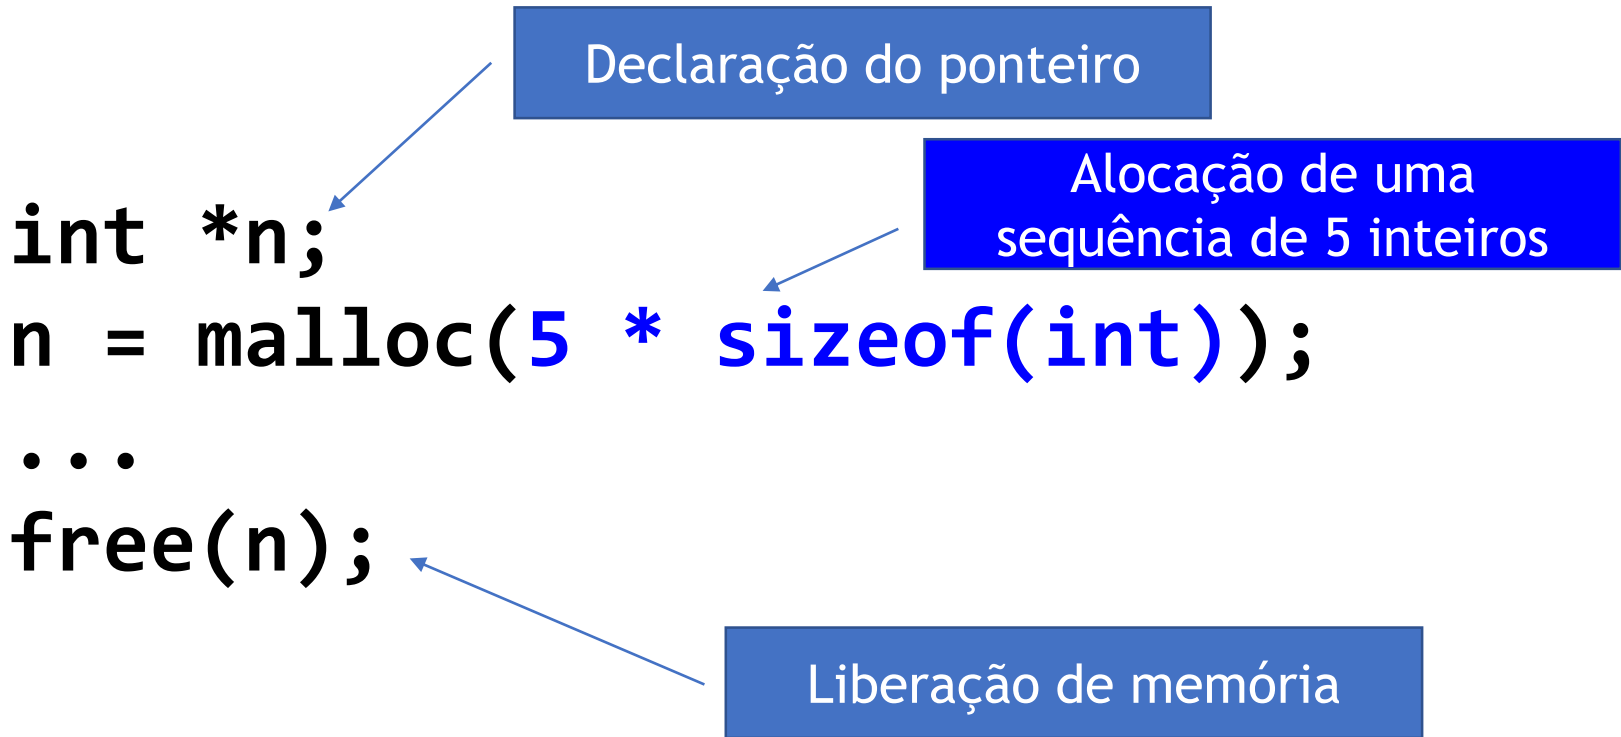 Declaração do ponteiro
Alocação de uma
sequência de 5 inteiros
int *n;
n = malloc(5 * sizeof(int));
...
free(n);
Liberação de memória